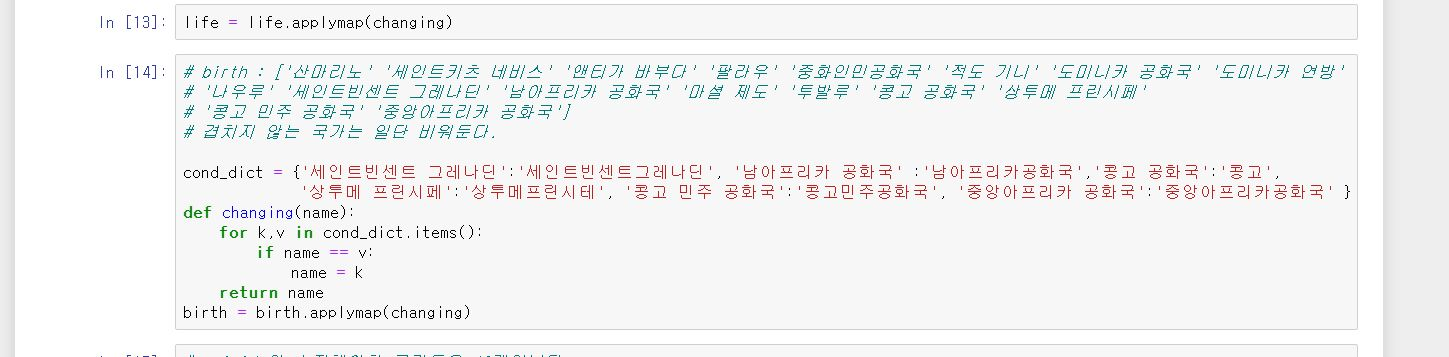 In [13]: life = life.applymap(changing)
In [14]: # birth : ['산마리노' '세인트키츠 네비스' '앤티가 바부다' '팔라우' '중화인민공화국' '적도 기니' '도미니카 공화국' '도미니카 연방'
# '나우루' '세인트빈센트 그레나딘' '남아프리카 공화국' '마셜 제도' '투발루' '콩고 공화국' '상투메 프린시페'
# '콩고 민주 공화국' '중앙아프리카 공화국']
# 겹치지 않는 국가는 일단 비워둔다.
cond_dict = {'세인트빈센트 그레나딘':'세인트빈센트그레나딘', '남아프리카 공화국' :'남아프리카공화국','콩고 공화국':'콩고',
'상투메 프린시페':'상투메프린시테', '콩고 민주 공화국':'콩고민주공화국', '중앙아프리카 공화국':'중앙아프리카공화국' }
def changing(name):
for k,v in cond_dict.items():
if name == v:
name = k
return name
birth = birth.applymap(changing)